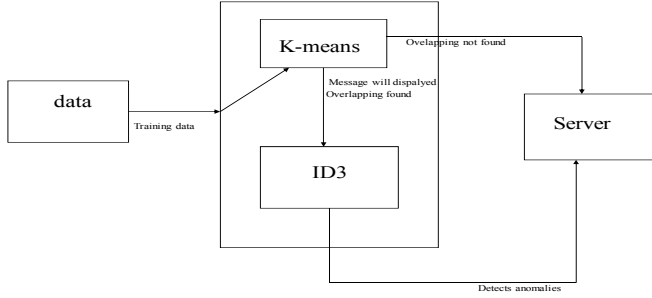 K-means
Ovelapping not found
Message will dispalyed
Overlapping found
data
Training data
Server
ID3
Detects anomalies